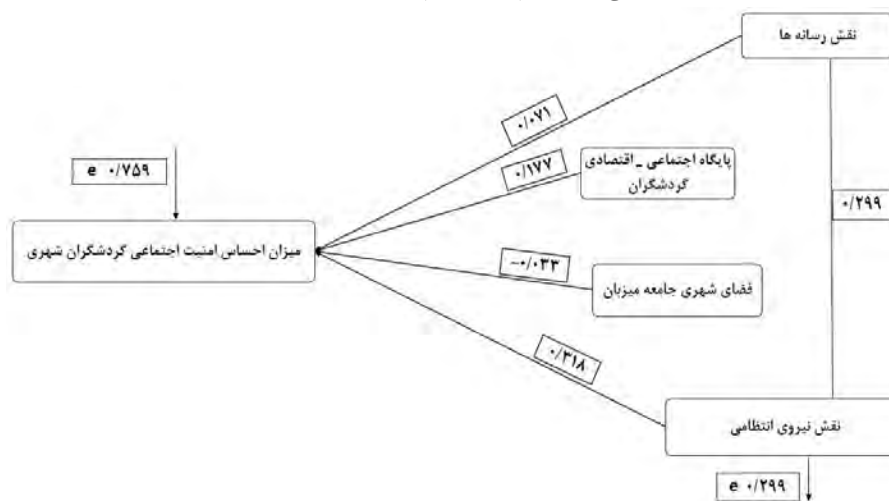 نقش رسانه ها
۰/۰۷۱
e ۰/۷۵۹
پایگاه اجتماعی _ اقتصادی
گردشگران
۰/۱۷۷
۰/۲۹۹
میزان احساس امنیت اجتماعی گردشگران شهری
-۰/۰۳۳
فضای شهری جامعه میزبان
۰/۳۱۸
نقش نیروی انتظامی
e ۰/۲۹۹